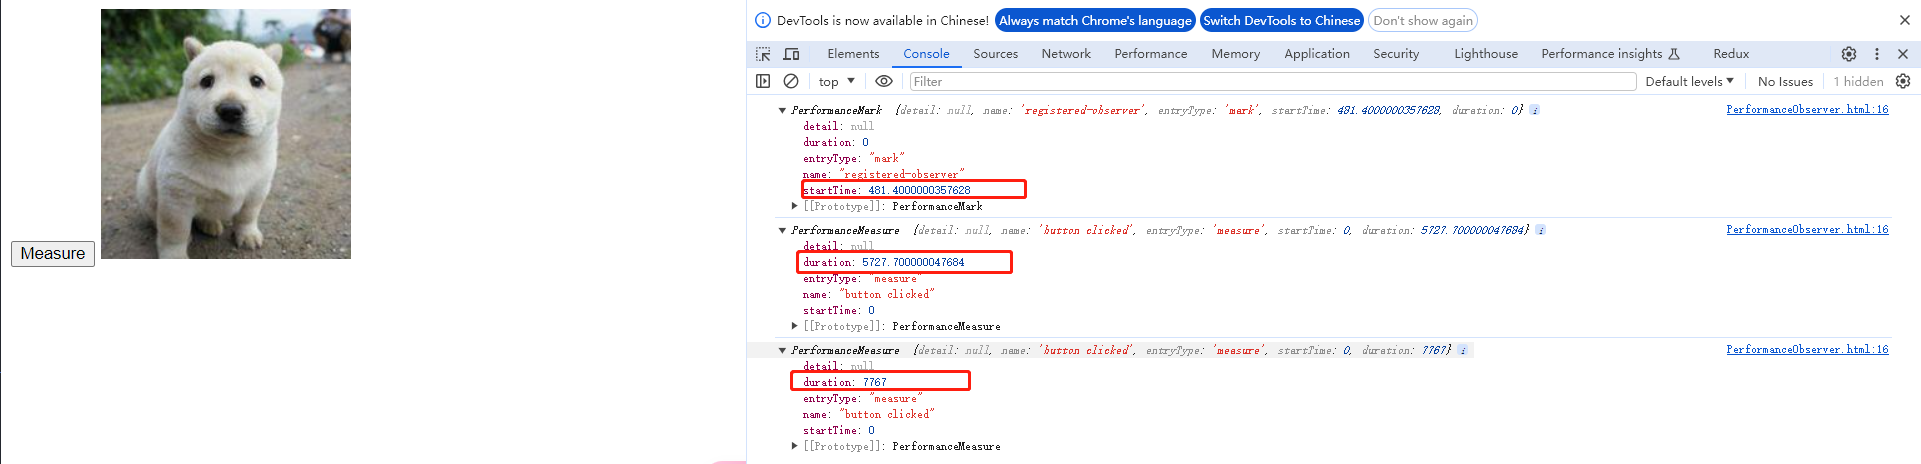 Measure
DevTools is now available in Chinese! Always match Chrome's language Switch DevTools to Chinese Don't show again
Elements Console Sources Network Performance Memory Application Security Lighthouse Performance insights Redux
top Filter Default levels No Issues 1 hidden
PerformanceMark {detail: null, name: 'registered-observer', entryType: 'mark', startTime: 481.4000000357628, duration: 0} i PerformanceObserver.html:16
detail: null
duration: 0
entryType: "mark"
name: "registered-observer"
startTime: 481.4000000357628
[[Prototype]]: PerformanceMark
PerformanceMeasure {detail: null, name: 'button clicked', entryType: 'measure', startTime: 0, duration: 5727.700000047684} i PerformanceObserver.html:16
detail: null
duration: 5727.700000047684
entryType: "measure"
name: "button clicked"
startTime: 0
[[Prototype]]: PerformanceMeasure
PerformanceMeasure {detail: null, name: 'button clicked', entryType: 'measure', startTime: 0, duration: 7767} i PerformanceObserver.html:16
detail: null
duration: 7767
entryType: "measure"
name: "button clicked"
startTime: 0
[[Prototype]]: PerformanceMeasure